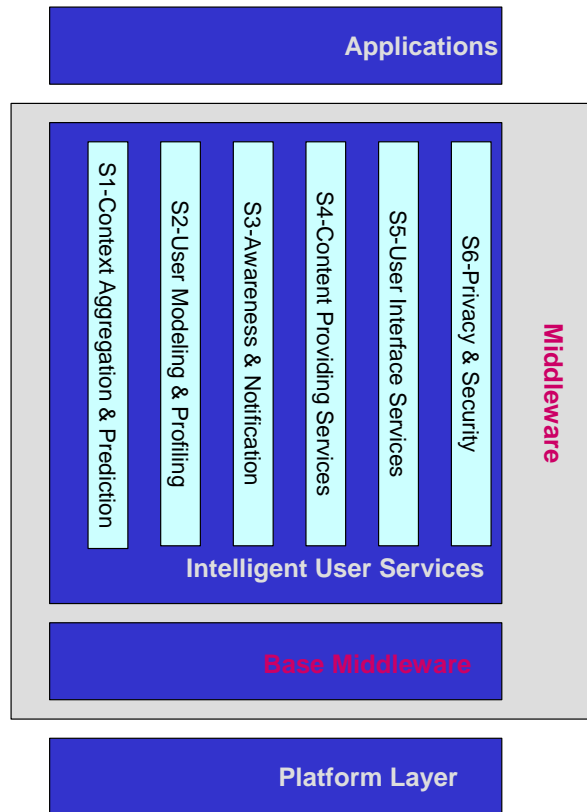 Applications
S1-Context Aggregation & Prediction
S2-User Modeling & Profiling
S3-Awareness & Notification
S4-Content Providing Services
S5-User Interface Services
S6-Privacy & Security
Middleware
Intelligent User Services
Base Middleware
Platform Layer